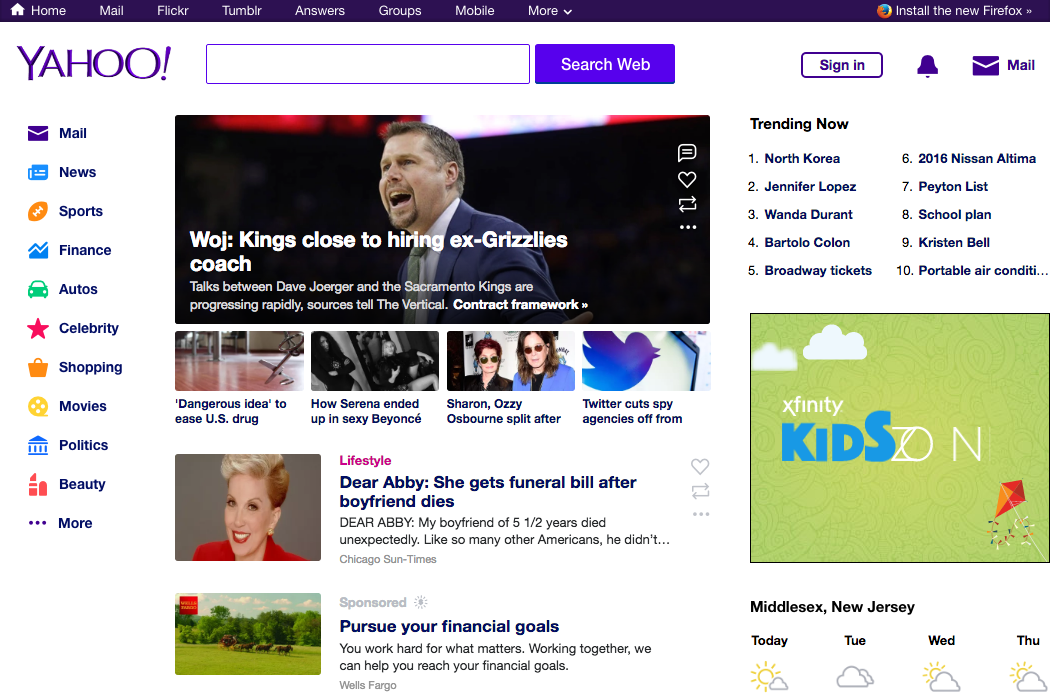 Home Mail Flickr Tumblr Answers Groups Mobile More Install the new Firefox »
YAHOO!
Search Web
Sign in
Mail
Mail
News
Sports
Finance
Autos
Celebrity
Shopping
Movies
Politics
Beauty
More
Woj: Kings close to hiring ex-Grizzlies
coach
Talks between Dave Joerger and the Sacramento Kings are
progressing rapidly, sources tell The Vertical. Contract framework »
'Dangerous idea' to
ease U.S. drug
How Serena ended
up in sexy Beyoncé
Sharon, Ozzy
Osbourne split after
Twitter cuts spy
agencies off from
Lifestyle
Dear Abby: She gets funeral bill after
boyfriend dies
DEAR ABBY: My boyfriend of 5 1/2 years died
unexpectedly. Like so many other Americans, he didn't…
Chicago Sun-Times
Sponsored
Pursue your financial goals
You work hard for what matters. Working together, we
can help you reach your financial goals.
Wells Fargo
Trending Now
1. North Korea
2. Jennifer Lopez
3. Wanda Durant
4. Bartolo Colon
5. Broadway tickets
6. 2016 Nissan Altima
7. Peyton List
8. School plan
9. Kristen Bell
10. Portable air conditi…
xfinity
KIDS ZON
Middlesex, New Jersey
Today Tue Wed Thu